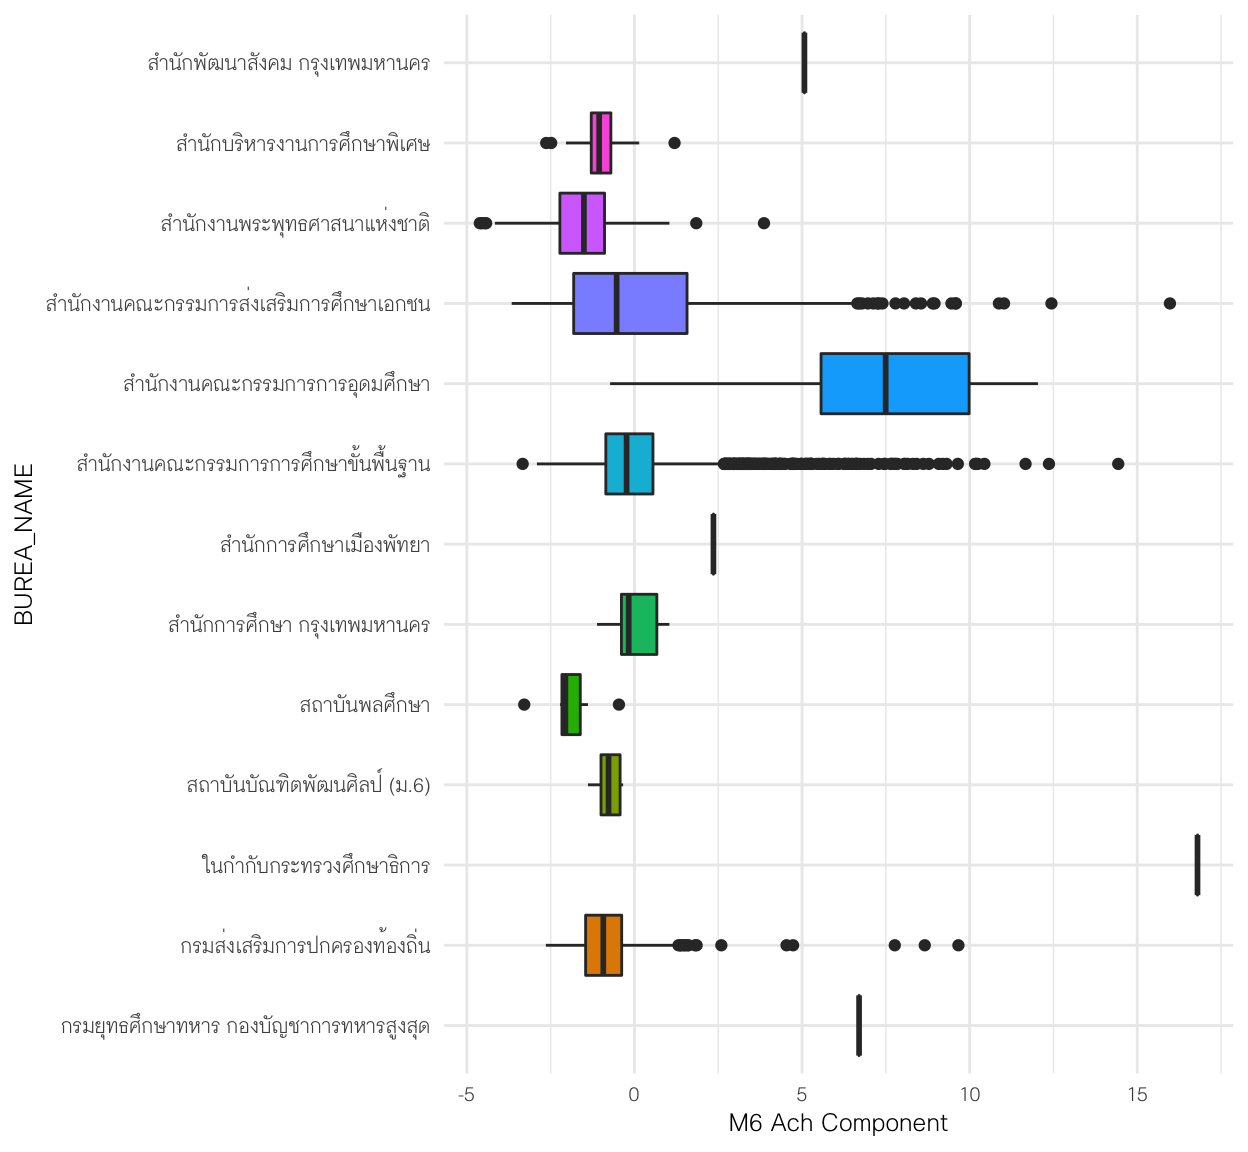 สำนักพัฒนาสังคม กรุงเทพมหานคร
สำนักบริหารงานการศึกษาพิเศษ
สำนักงานพระพุทธศาสนาแห่งชาติ
สำนักงานคณะกรรมการส่งเสริมการศึกษาเอกชน
สำนักงานคณะกรรมการการอุดมศึกษา
สำนักงานคณะกรรมการการศึกษาขั้นพื้นฐาน
สำนักการศึกษาเมืองพัทยา
สำนักการศึกษา กรุงเทพมหานคร
สถาบันพลศึกษา
สถาบันบัณฑิตพัฒนศิลป์ (ม.6)
ในกำกับกระทรวงศึกษาธิการ
กรมส่งเสริมการปกครองท้องถิ่น
กรมยุทธศึกษาทหาร กองบัญชาการทหารสูงสุด
BUREA_NAME
-5 0 5 10 15
M6 Ach Component